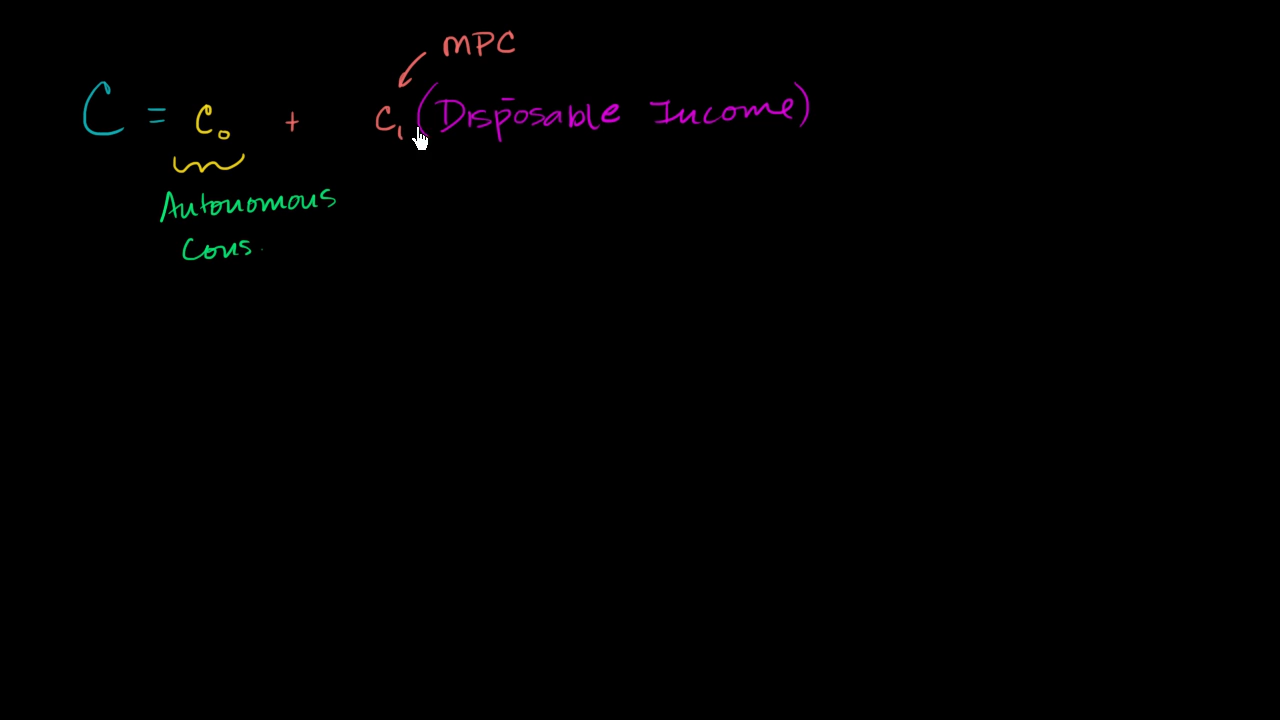 MPC
C = C₀ + C₁ (Disposable Income)
Autonomous
Cons.